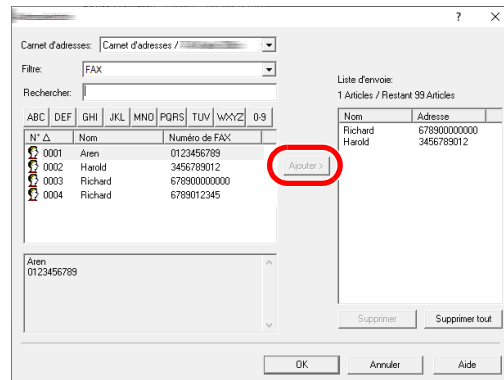 ?
Carnet d'adresses: Carnet d'adresses /
Filtre: FAX
Rechercher:
ABC DEF GHI JKL MNO PQRS TUV WXYZ 0-9
N° △ Nom Numéro de FAX
0001 Aren 0123456789
0002 Harold 3456789012
0003 Richard 678900000000
0004 Richard 6789012345
Aren
0123456789
Ajouter >
Liste d'envoie:
1 Articles / Restant 99 Articles
Nom Adresse
Richard 678900000000
Harold 3456789012
Supprimer Supprimer tout
OK Annuler Aide